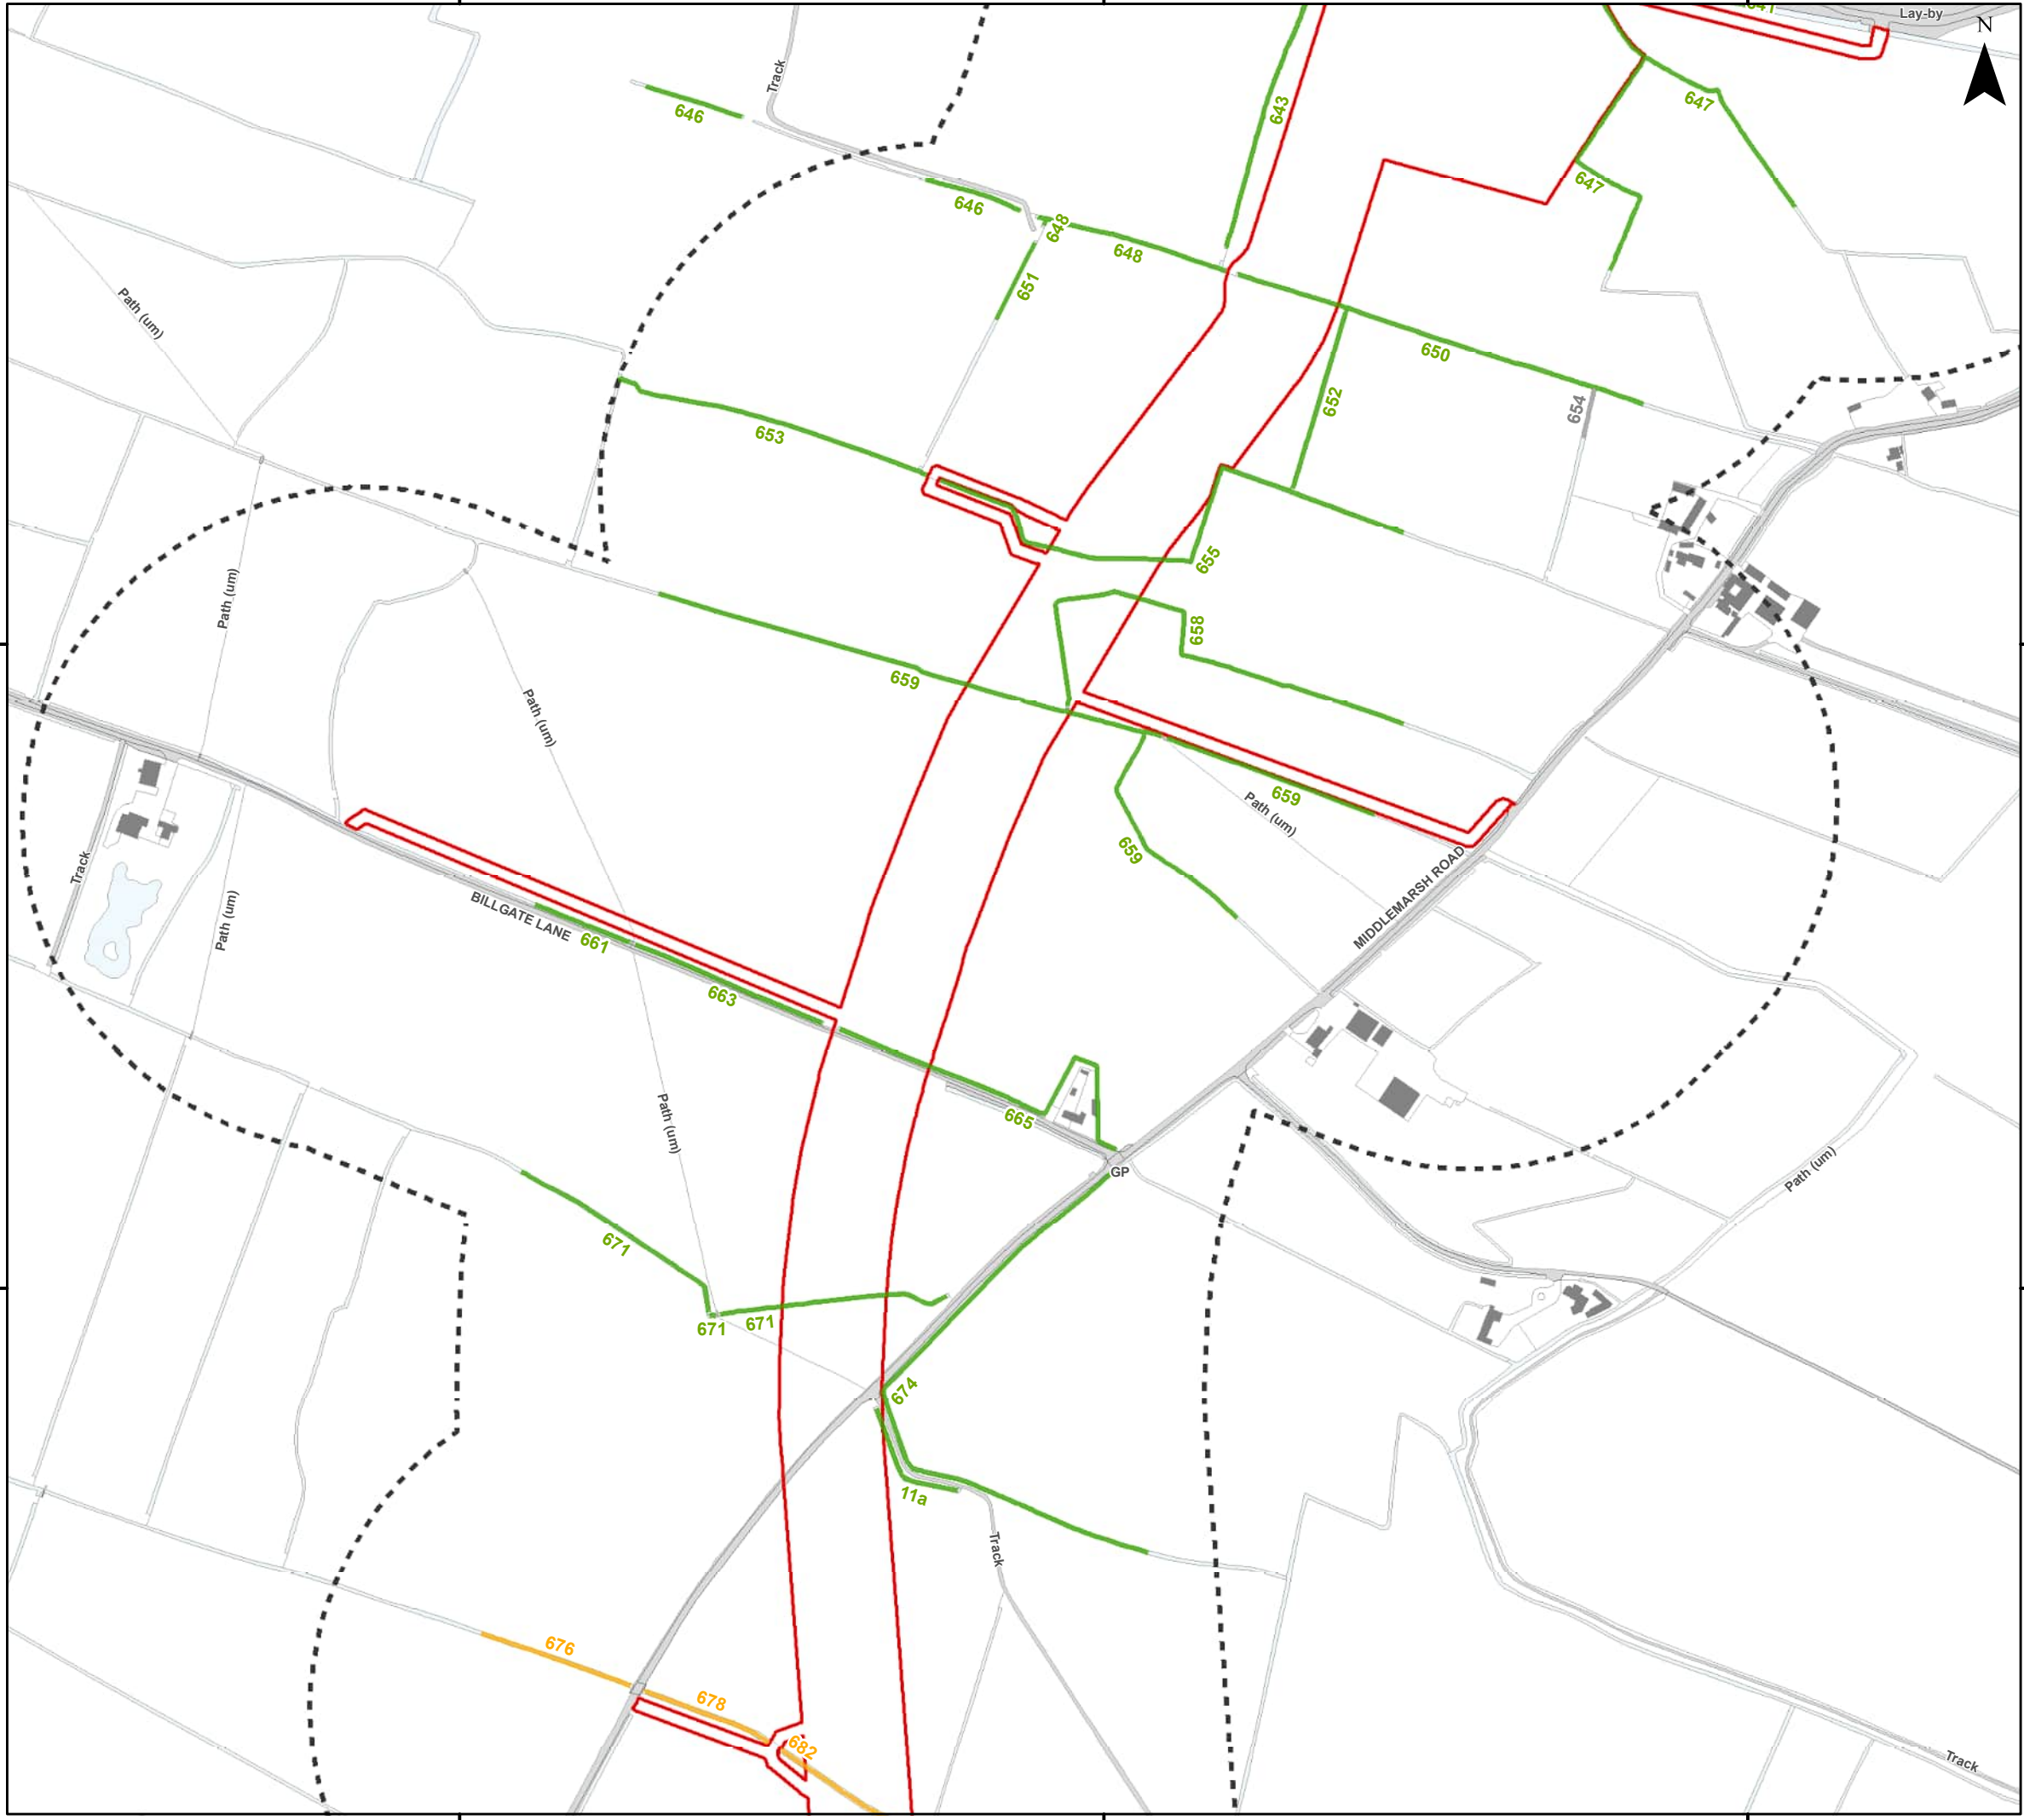 641
Lay-by
N
Track
646
643
647
647
646
648
648
651
Path (um)
650
652
654
653
655
658
Path (um)
659
Path (um)
659
Path (um)
659
MIDDLEMARSH ROAD
Track
Path (um)
BILLGATE LANE
661
663
665
Path (um)
GP
Path (um)
671
671
671
674
11a
Track
676
678
682
Track